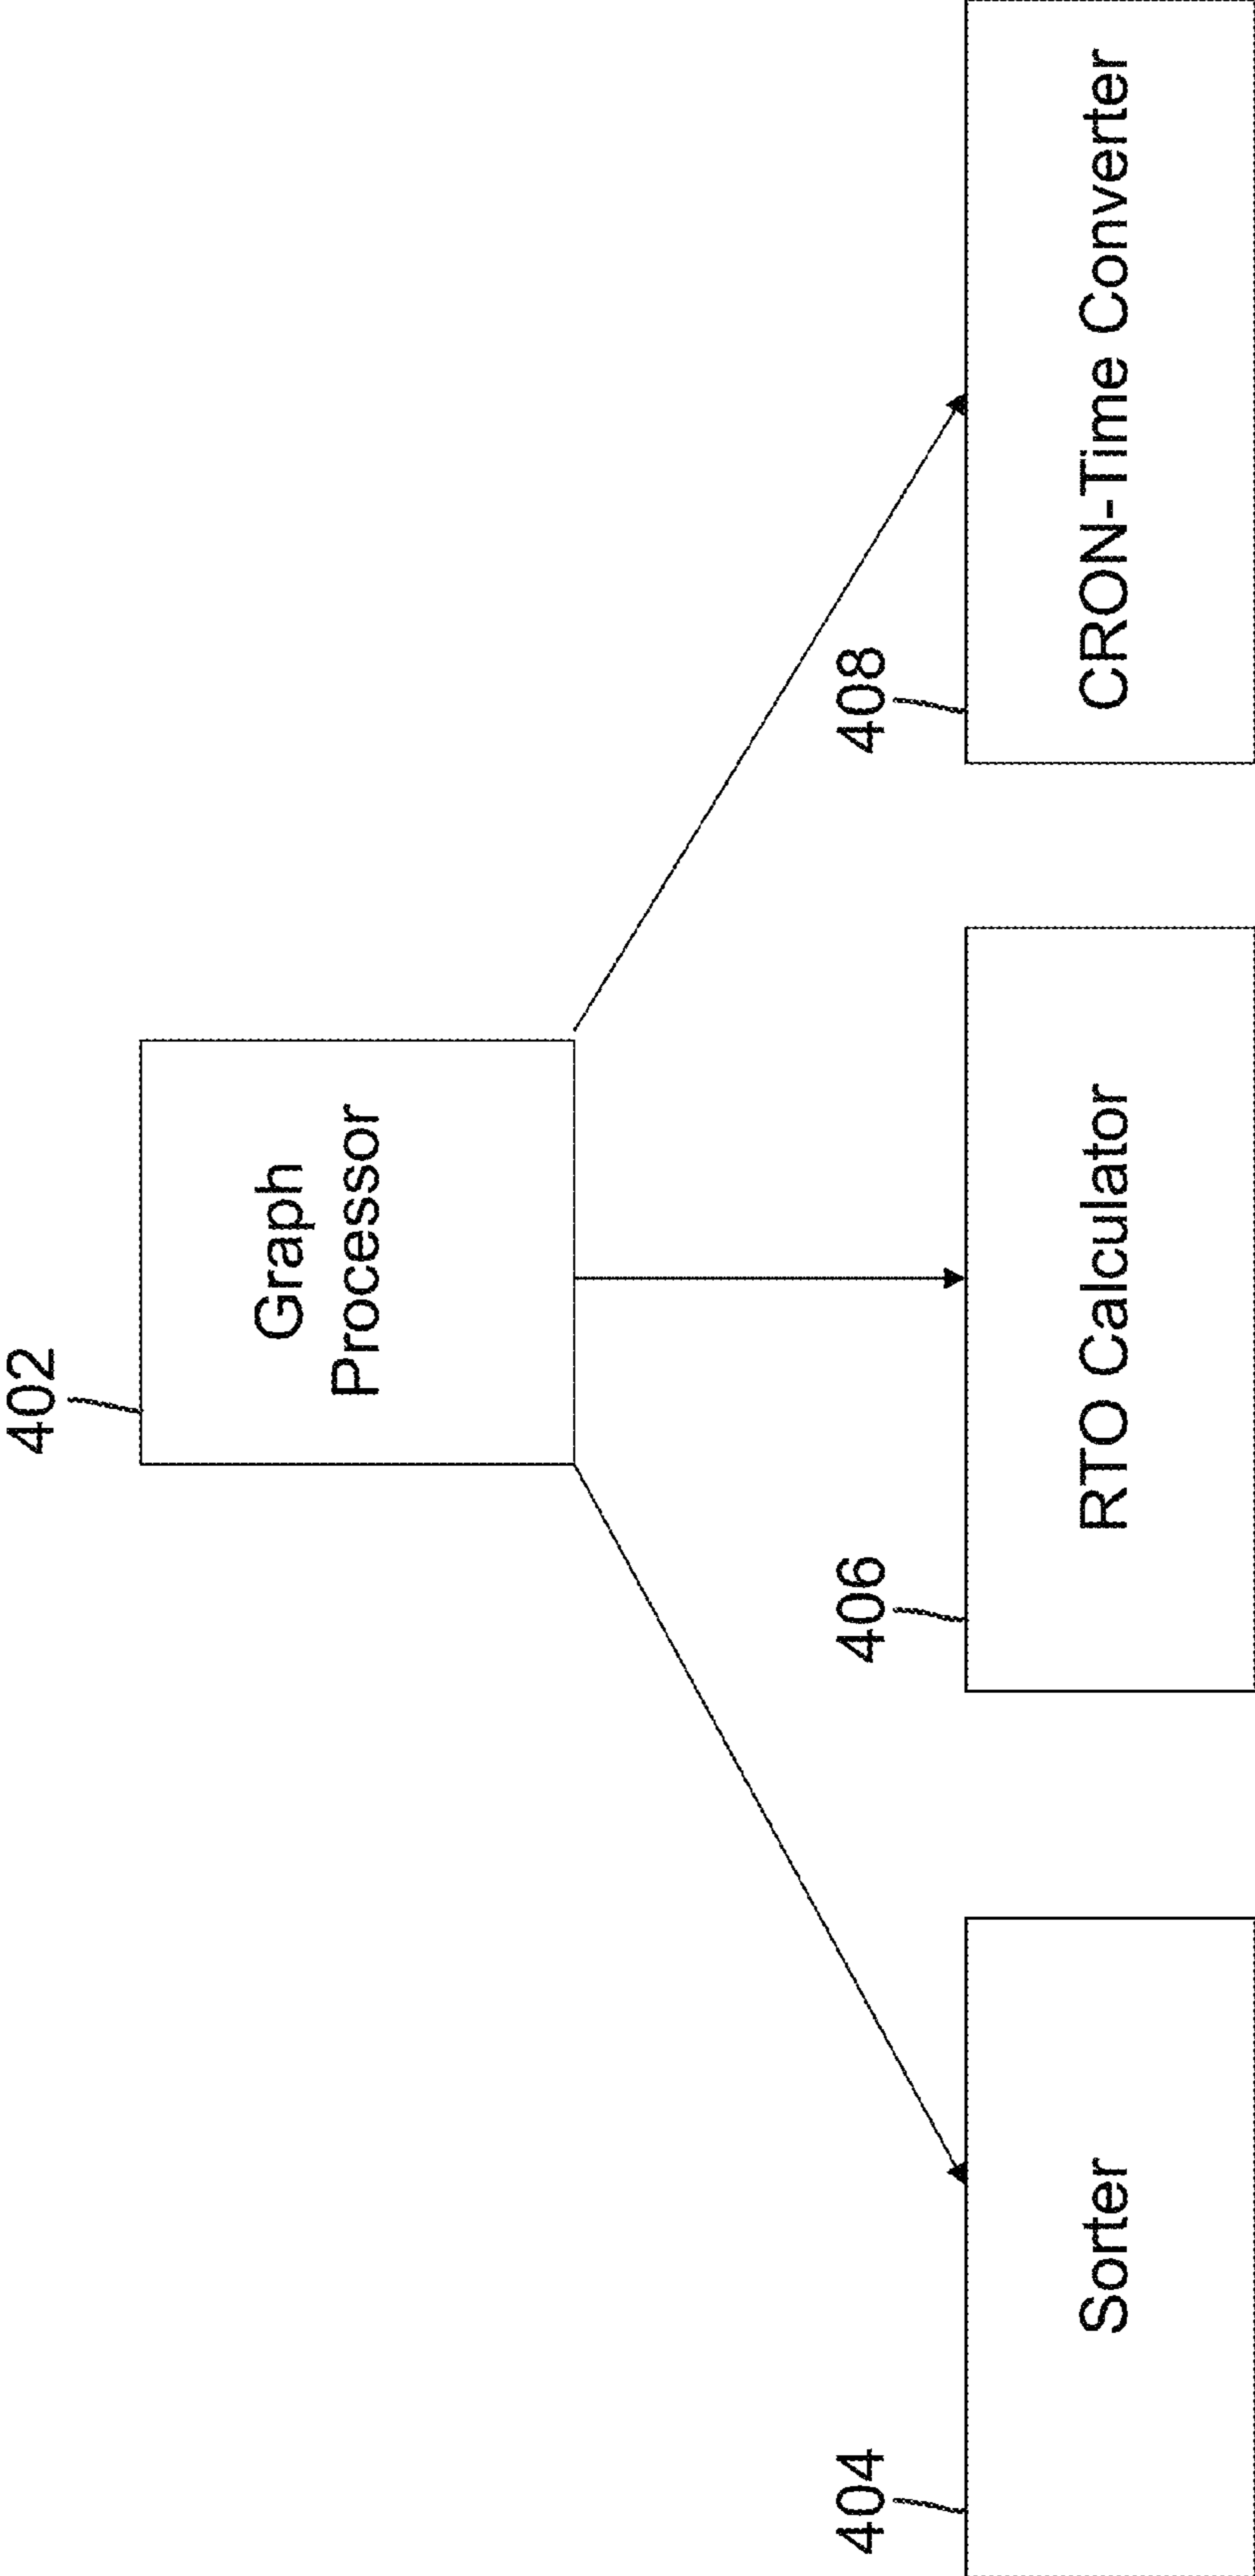 402
Graph
Processor
404
Sorter
406
RTO Calculator
408
CRON-Time Converter